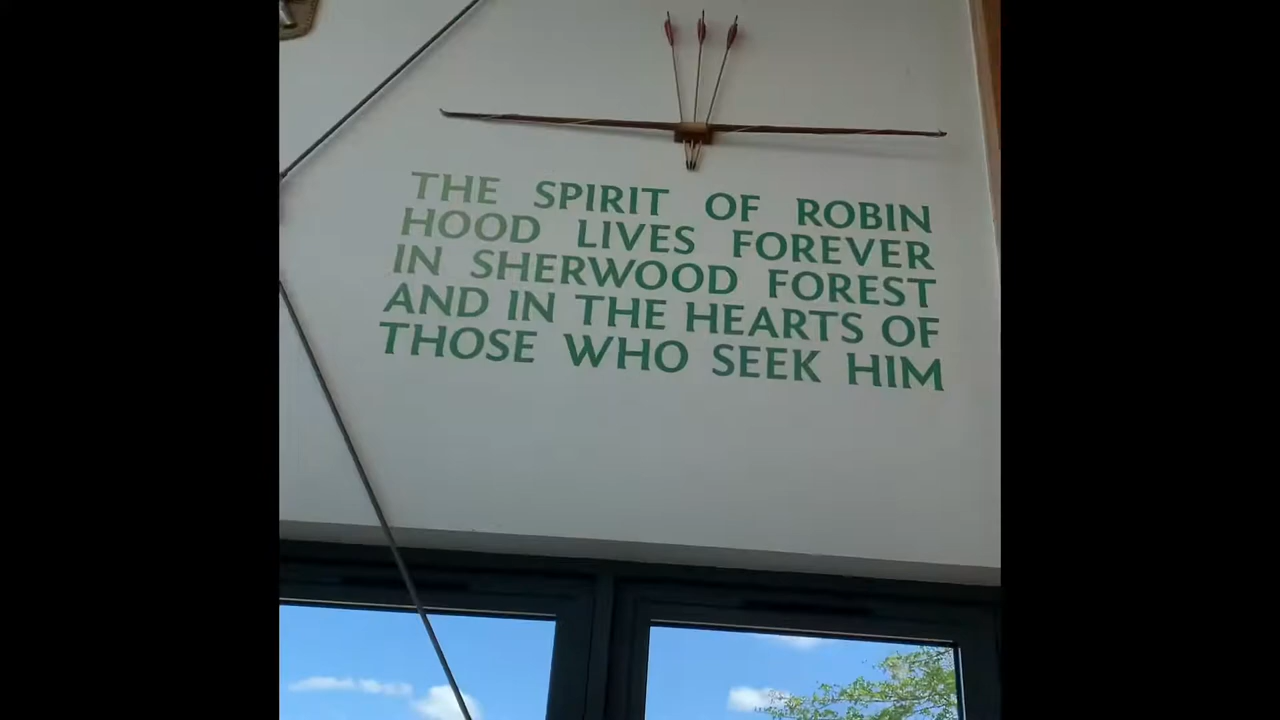 THE SPIRIT OF ROBIN
HOOD LIVES FOREVER
IN SHERWOOD FOREST
AND IN THE HEARTS OF
THOSE WHO SEEK HIM